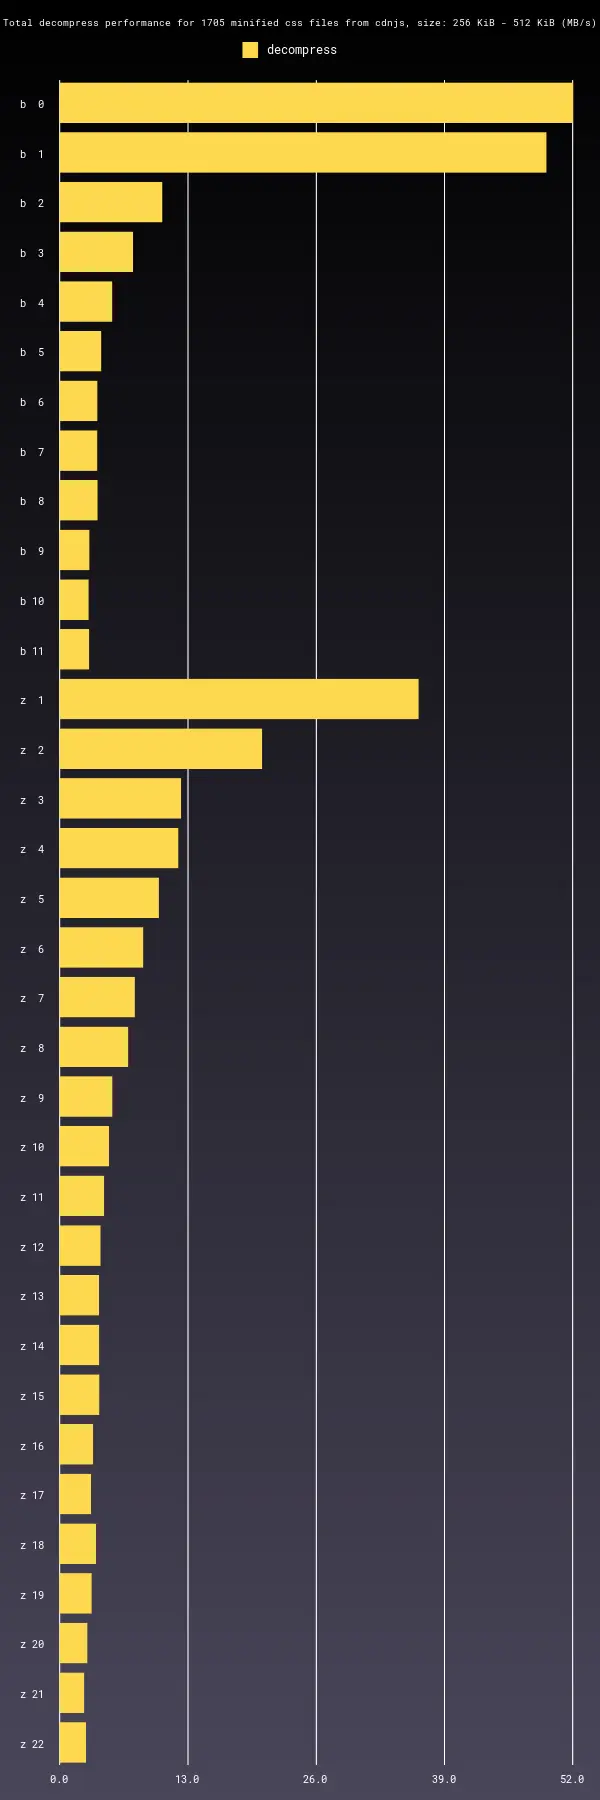 Total decompress performance for 1705 minified css files from cdnjs, size: 256 KiB - 512 KiB (MB/s)
decompress
b 0
b 1
b 2
b 3
b 4
b 5
b 6
b 7
b 8
b 9
b 10
b 11
z 1
z 2
z 3
z 4
z 5
z 6
z 7
z 8
z 9
z 10
z 11
z 12
z 13
z 14
z 15
z 16
z 17
z 18
z 19
z 20
z 21
z 22
0.0 13.0 26.0 39.0 52.0